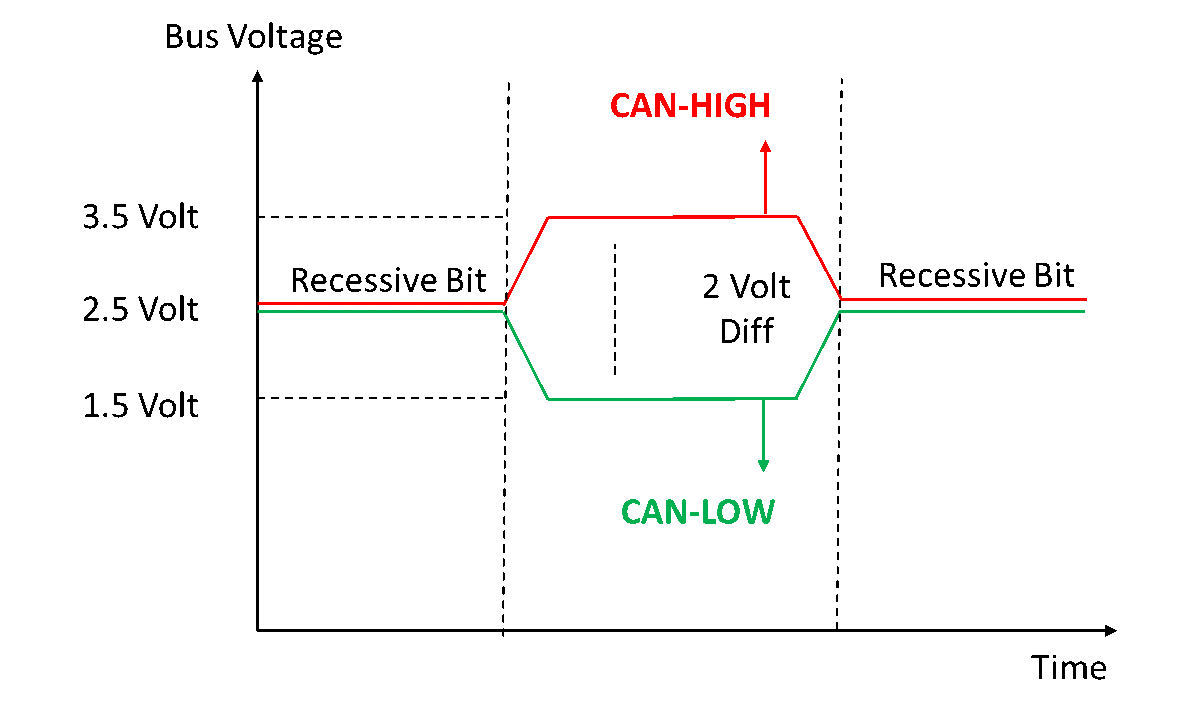 Bus Voltage
CAN-HIGH
3.5 Volt
Recessive Bit
2 Volt
Diff
Recessive Bit
2.5 Volt
1.5 Volt
CAN-LOW
Time